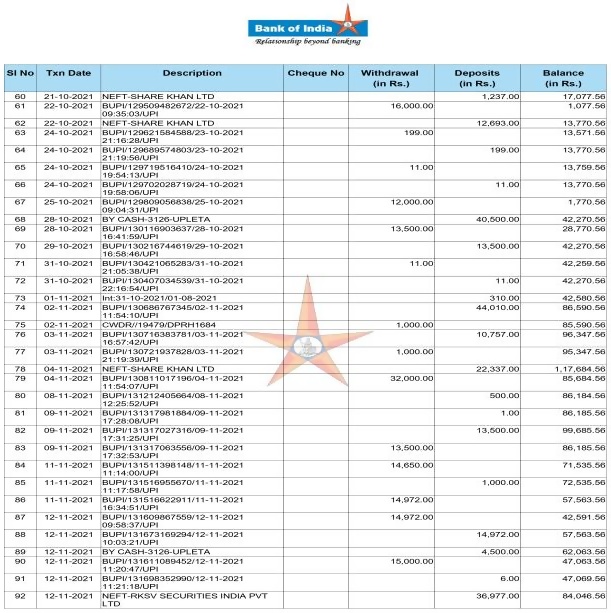 Bank of India
Relationship beyond banking
Sl No Txn Date Description Cheque No Withdrawal (in Rs.) Deposits (in Rs.) Balance (in Rs.)
60 21-10-2021 NEFT-SHARE KHAN LTD 1,237.00 17,077.56
61 22-10-2021 BUPI/129509482672/22-10-2021 16,000.00 1,077.56
09:35:03/UPI
62 22-10-2021 NEFT-SHARE KHAN LTD 12,693.00 13,770.56
63 24-10-2021 BUPI/129621584588/23-10-2021 199.00 13,571.56
21:16:28/UPI
64 24-10-2021 BUPI/129689574803/23-10-2021 199.00 13,770.56
21:19:56/UPI
65 24-10-2021 BUPI/129719516410/24-10-2021 11.00 13,759.56
19:54:13/UPI
66 24-10-2021 BUPI/129702028719/24-10-2021 11.00 13,770.56
19:58:06/UPI
67 25-10-2021 BUPI/129809056838/25-10-2021 12,000.00 1,770.56
09:04:31/UPI
68 28-10-2021 BY CASH-3126-UPLETA 40,500.00 42,270.56
69 28-10-2021 BUPI/130116903637/28-10-2021 13,500.00 28,770.56
16:41:59/UPI
70 29-10-2021 BUPI/130216744619/29-10-2021 13,500.00 42,270.56
16:58:46/UPI
71 31-10-2021 BUPI/130421065283/31-10-2021 11.00 42,259.56
21:05:38/UPI
72 31-10-2021 BUPI/130407034539/31-10-2021 11.00 42,270.56
22:16:54/UPI
73 01-11-2021 Int:31-10-2021/01-08-2021 310.00 42,580.56
74 02-11-2021 BUPI/130686767345/02-11-2021 44,010.00 86,590.56
11:54:10/UPI
75 02-11-2021 CWDR//19479/DPRH1684 1,000.00 85,590.56
76 03-11-2021 BUPI/130716383781/03-11-2021 10,757.00 96,347.56
16:57:42/UPI
77 03-11-2021 BUPI/130721937828/03-11-2021 1,000.00 95,347.56
21:19:39/UPI
78 04-11-2021 NEFT-SHARE KHAN LTD 22,337.00 1,17,684.56
79 04-11-2021 BUPI/130811017196/04-11-2021 32,000.00 85,684.56
11:54:07/UPI
80 08-11-2021 BUPI/131212405664/08-11-2021 500.00 86,184.56
12:25:52/UPI
81 09-11-2021 BUPI/131317981884/09-11-2021 1.00 86,185.56
17:28:08/UPI
82 09-11-2021 BUPI/131317027316/09-11-2021 13,500.00 99,685.56
17:31:25/UPI
83 09-11-2021 BUPI/131317063556/09-11-2021 13,500.00 86,185.56
17:32:53/UPI
84 11-11-2021 BUPI/131511398148/11-11-2021 14,650.00 71,535.56
11:14:00/UPI
85 11-11-2021 BUPI/131516955670/11-11-2021 1,000.00 72,535.56
11:17:58/UPI
86 11-11-2021 BUPI/131516622911/11-11-2021 14,972.00 57,563.56
16:34:51/UPI
87 12-11-2021 BUPI/131609867559/12-11-2021 14,972.00 42,591.56
09:58:37/UPI
88 12-11-2021 BUPI/131673169294/12-11-2021 14,972.00 57,563.56
10:03:21/UPI
89 12-11-2021 BY CASH-3126-UPLETA 4,500.00 62,063.56
90 12-11-2021 BUPI/131611089452/12-11-2021 15,000.00 47,063.56
11:20:47/UPI
91 12-11-2021 BUPI/131698352990/12-11-2021 6.00 47,069.56
11:21:18/UPI
92 12-11-2021 NEFT-RKSV SECURITIES INDIA PVT 36,977.00 84,046.56
LTD